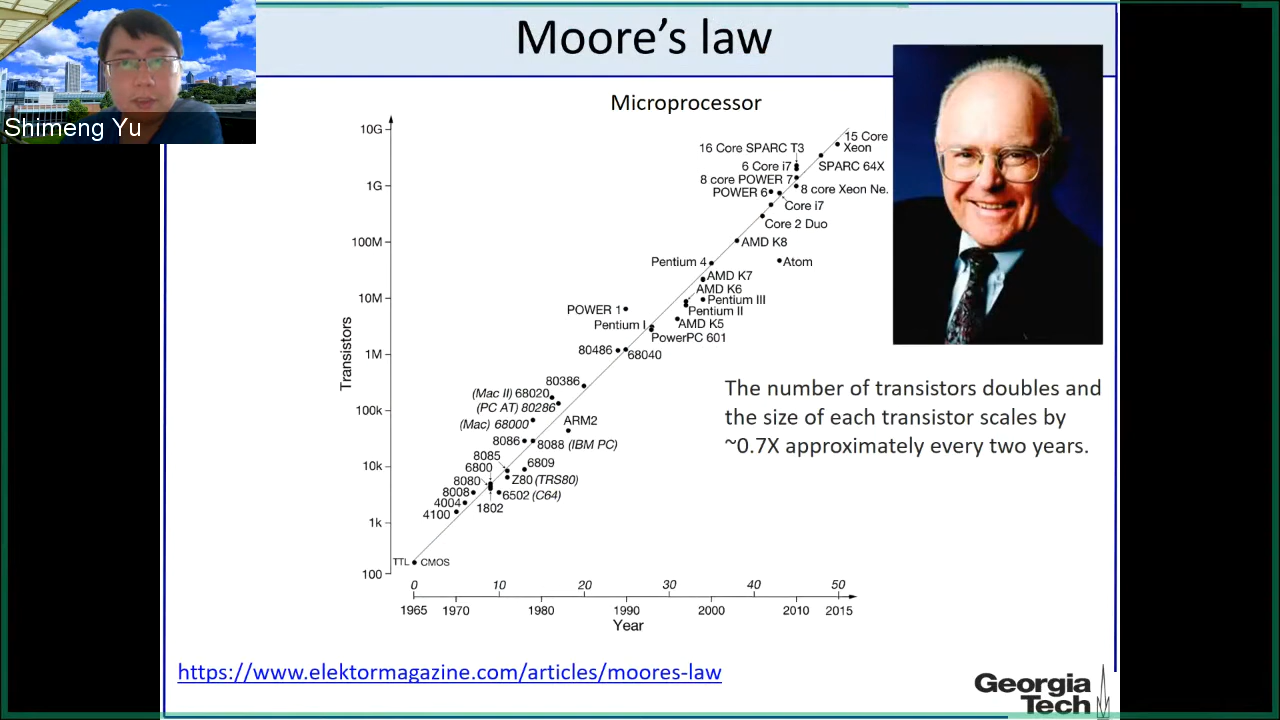 Moore's law
Shimeng Yu
Microprocessor
10G
1G
100M
10M
1M
100k
10k
1k
100
Transistors
15 Core
Xeon
16 Core SPARC T3
SPARC 64X
6 Core i7
8 core POWER 7
8 core Xeon Ne.
POWER 6
Core i7
Core 2 Duo
AMD K8
Pentium 4
Atom
AMD K7
AMD K6
Pentium III
POWER 1
Pentium II
Pentium I
AMD K5
PowerPC 601
80486
68040
80386
(Mac II) 68020
(PC AT) 80286
(Mac) 68000
ARM2
8086
8088 (IBM PC)
8085
6800
6809
8080
Z80 (TRS80)
8008
6502 (C64)
4004
1802
4100
TTL
CMOS
0 10 20 30 40 50
1965 1970 1980 1990 2000 2010 2015
Year
The number of transistors doubles and
the size of each transistor scales by
~0.7X approximately every two years.
https://www.elektormagazine.com/articles/moores-law
Georgia
Tech